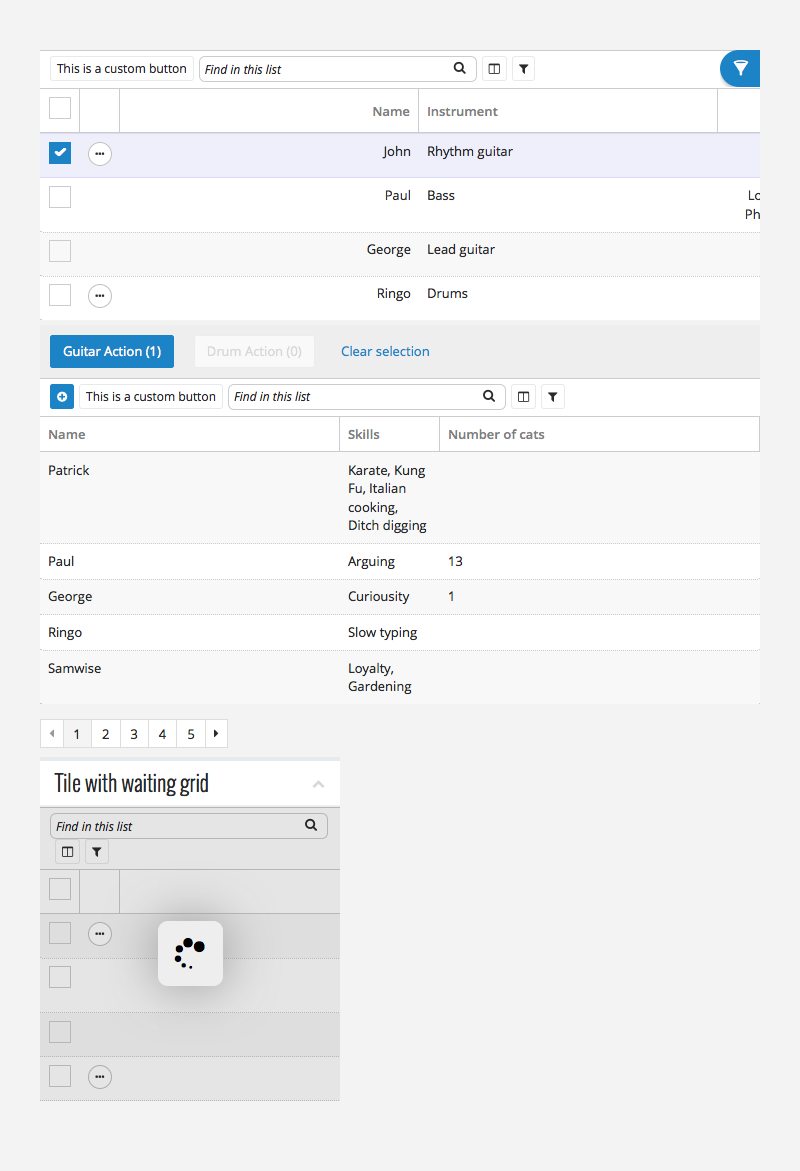 This is a custom button Find in this list
Name Instrument
John Rhythm guitar
Paul Bass Lo
Ph
George Lead guitar
Ringo Drums
Guitar Action (1) Drum Action (0) Clear selection
This is a custom button Find in this list
Name Skills Number of cats
Patrick Karate, Kung
Fu, Italian
cooking,
Ditch digging
Paul Arguing 13
George Curiousity 1
Ringo Slow typing
Samwise Loyalty,
Gardening
1 2 3 4 5
Tile with waiting grid
Find in this list